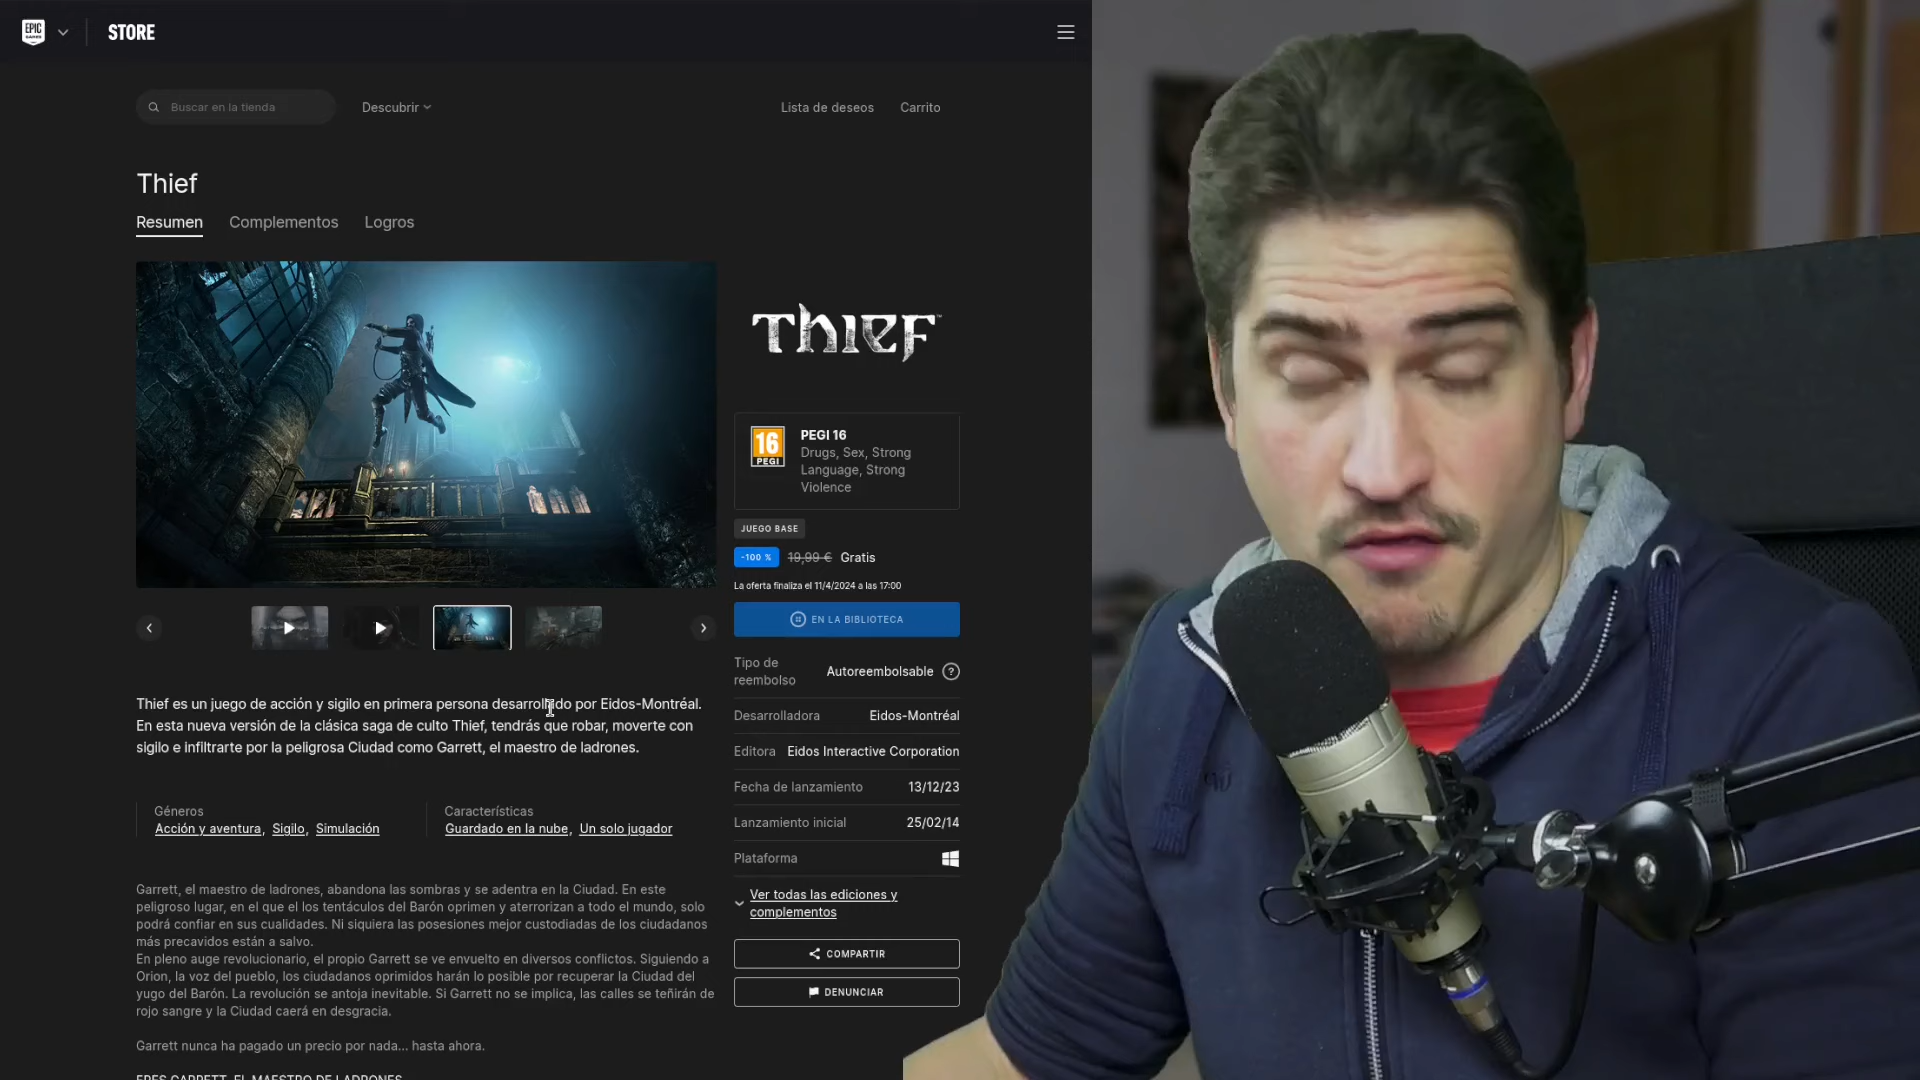 EPIC GAMES
STORE
Buscar en la tienda
Descubrir
Lista de deseos
Carrito
Thief
Resumen
Complementos
Logros
THIEF™
16
PEGI
PEGI 16
Drugs, Sex, Strong
Language, Strong
Violence
JUEGO BASE
-100 %
19,99 €
Gratis
La oferta finaliza el 11/4/2024 a las 17:00
EN LA BIBLIOTECA
Tipo de
reembolso
Autoreembolsable ?
Desarrolladora
Eidos-Montréal
Editora
Eidos Interactive Corporation
Fecha de lanzamiento
13/12/23
Lanzamiento inicial
25/02/14
Plataforma
Ver todas las ediciones y
complementos
COMPARTIR
DENUNCIAR
Thief es un juego de acción y sigilo en primera persona desarrollado por Eidos-Montréal.
En esta nueva versión de la clásica saga de culto Thief, tendrás que robar, moverte con
sigilo e infiltrarte por la peligrosa Ciudad como Garrett, el maestro de ladrones.
Géneros
Acción y aventura, Sigilo, Simulación
Características
Guardado en la nube, Un solo jugador
Garrett, el maestro de ladrones, abandona las sombras y se adentra en la Ciudad. En este
peligroso lugar, en el que el los tentáculos del Barón oprimen y aterrorizan a todo el mundo, solo
podrá confiar en sus cualidades. Ni siquiera las posesiones mejor custodiadas de los ciudadanos
más precavidos están a salvo.
En pleno auge revolucionario, el propio Garrett se ve envuelto en diversos conflictos. Siguiendo a
Orion, la voz del pueblo, los ciudadanos oprimidos harán lo posible por recuperar la Ciudad del
yugo del Barón. La revolución se antoja inevitable. Si Garrett no se implica, las calles se teñirán de
rojo sangre y la Ciudad caerá en desgracia.
Garrett nunca ha pagado un precio por nada... hasta ahora.
ERES GARRETT, EL MAESTRO DE LADRONES